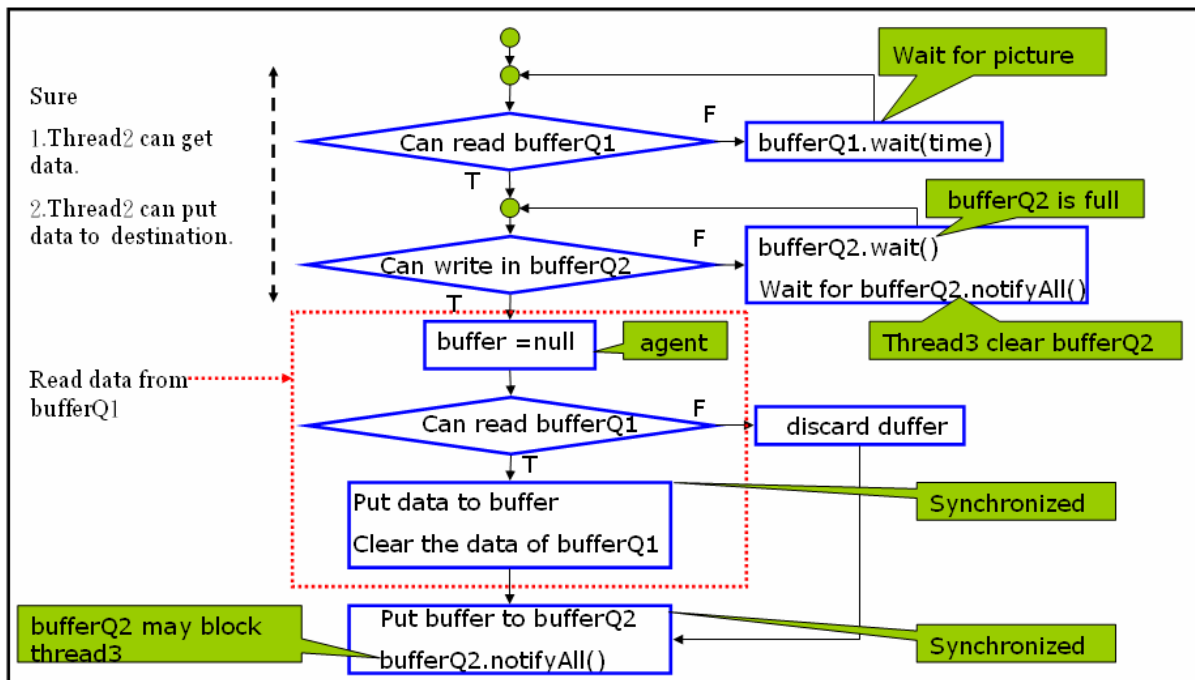 Wait for picture
Sure
1.Thread2 can get
data.
2.Thread2 can put
data to destination.
Can read bufferQ1
F
bufferQ1.wait(time)
T
bufferQ2 is full
Can write in bufferQ2
F
bufferQ2.wait()
Wait for bufferQ2.notifyAll()
T
Thread3 clear bufferQ2
buffer =null
agent
Read data from
bufferQ1
Can read bufferQ1
F
discard duffer
T
Put data to buffer
Clear the data of bufferQ1
Synchronized
Put buffer to bufferQ2
bufferQ2.notifyAll()
Synchronized
bufferQ2 may block
thread3